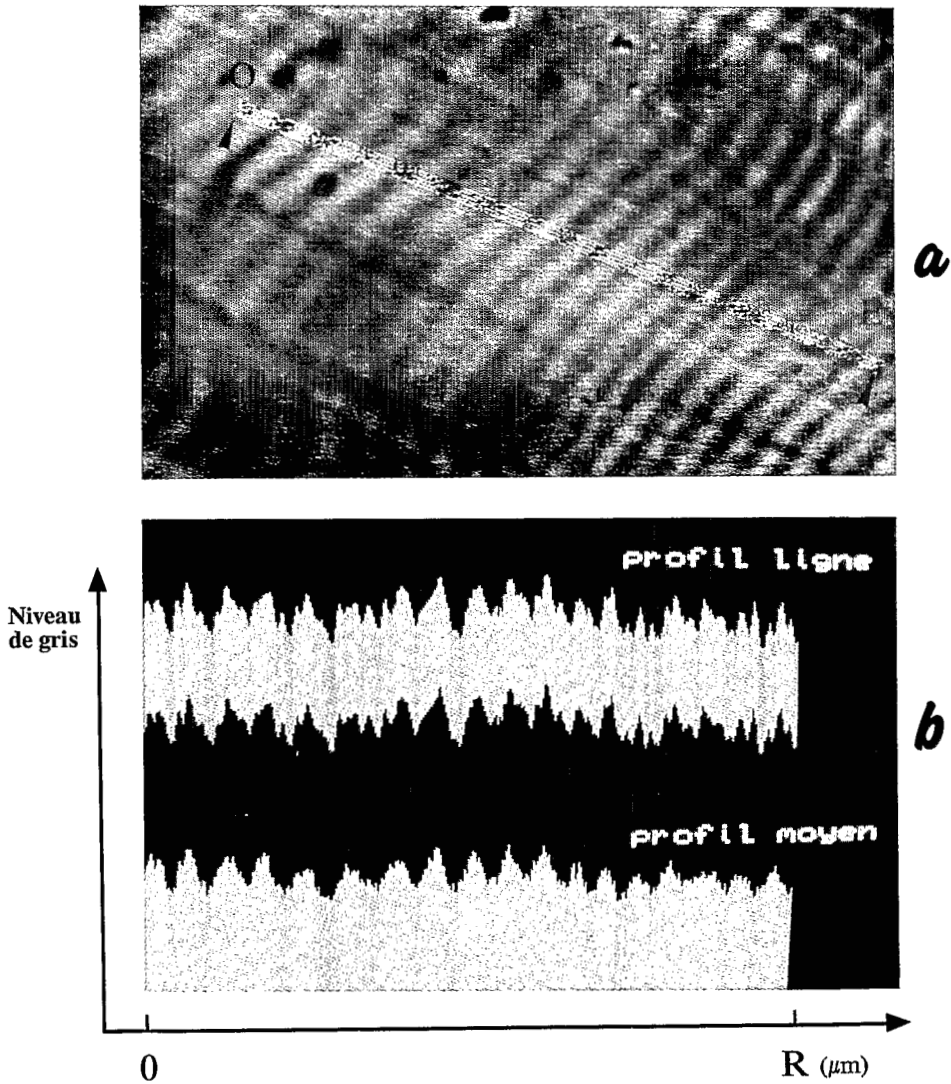 O
R
a
profil ligne
Niveau
de gris
b
profil moyen
0
R (μm)